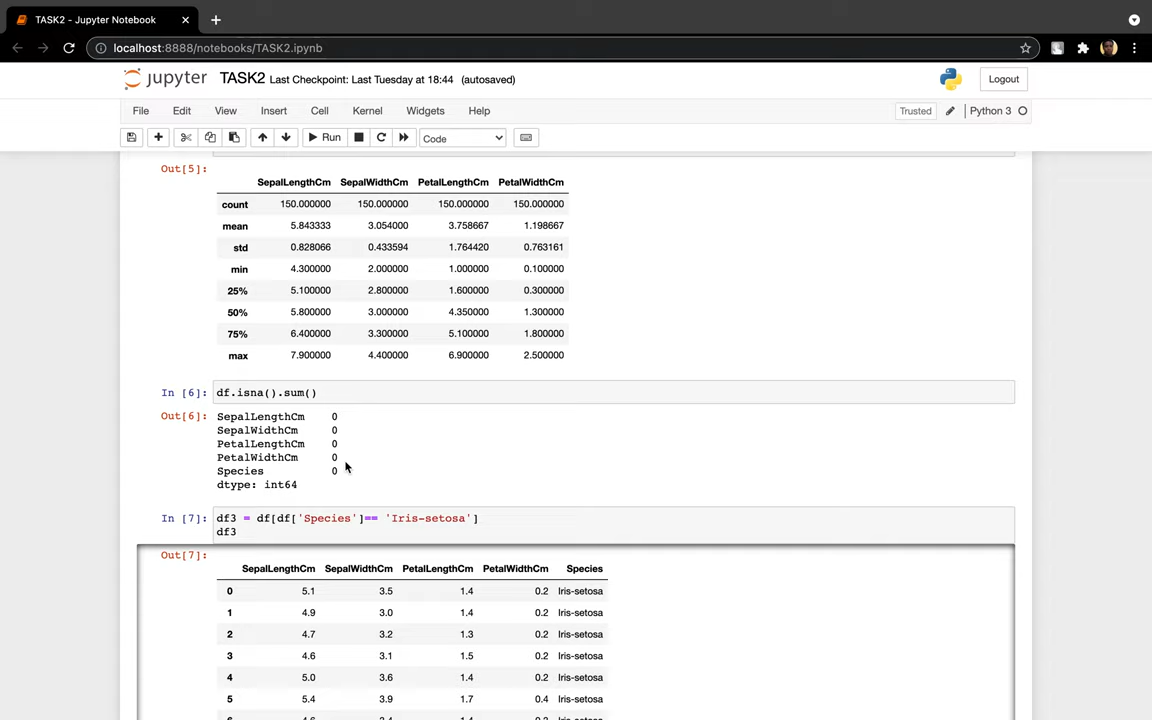 TASK2 - Jupyter Notebook
localhost:8888/notebooks/TASK2.ipynb
jupyter TASK2 Last Checkpoint: Last Tuesday at 18:44 (autosaved) Logout
File Edit View Insert Cell Kernel Widgets Help Trusted Python 3
Run Code
Out[5]:
SepalLengthCm SepalWidthCm PetalLengthCm PetalWidthCm
count 150.000000 150.000000 150.000000 150.000000
mean 5.843333 3.054000 3.758667 1.198667
std 0.828066 0.433594 1.764420 0.763161
min 4.300000 2.000000 1.000000 0.100000
25% 5.100000 2.800000 1.600000 0.300000
50% 5.800000 3.000000 4.350000 1.300000
75% 6.400000 3.300000 5.100000 1.800000
max 7.900000 4.400000 6.900000 2.500000
In [6]: df.isna().sum()
Out[6]: SepalLengthCm 0
SepalWidthCm 0
PetalLengthCm 0
PetalWidthCm 0
Species 0
dtype: int64
In [7]: df3 = df[df['Species']== 'Iris-setosa']
df3
Out[7]:
SepalLengthCm SepalWidthCm PetalLengthCm PetalWidthCm Species
0 5.1 3.5 1.4 0.2 Iris-setosa
1 4.9 3.0 1.4 0.2 Iris-setosa
2 4.7 3.2 1.3 0.2 Iris-setosa
3 4.6 3.1 1.5 0.2 Iris-setosa
4 5.0 3.6 1.4 0.2 Iris-setosa
5 5.4 3.9 1.7 0.4 Iris-setosa